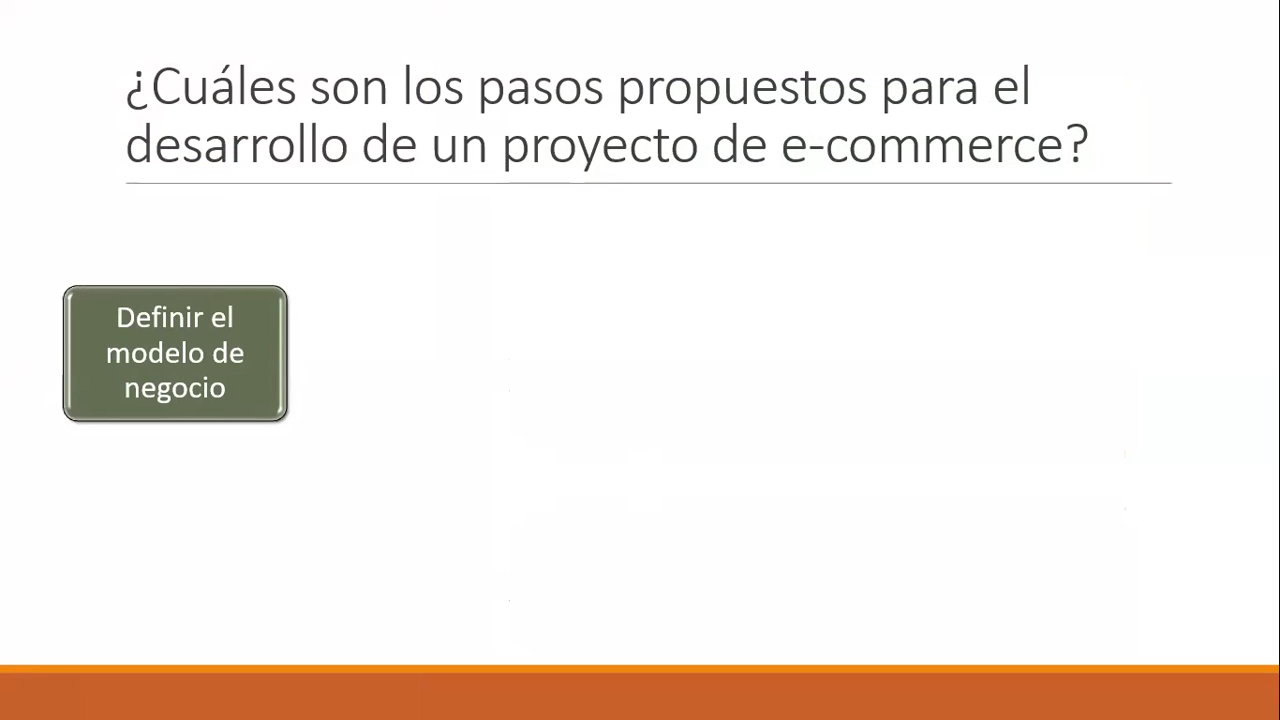 ¿Cuáles son los pasos propuestos para el
desarrollo de un proyecto de e-commerce?
Definir el
modelo de
negocio